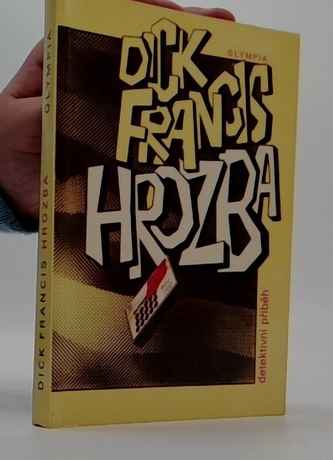 OLYMPIA
DICK
FRANCIS
HROZBA
detektivní příběh
DICK FRANCIS HROZBA OLYMPIA